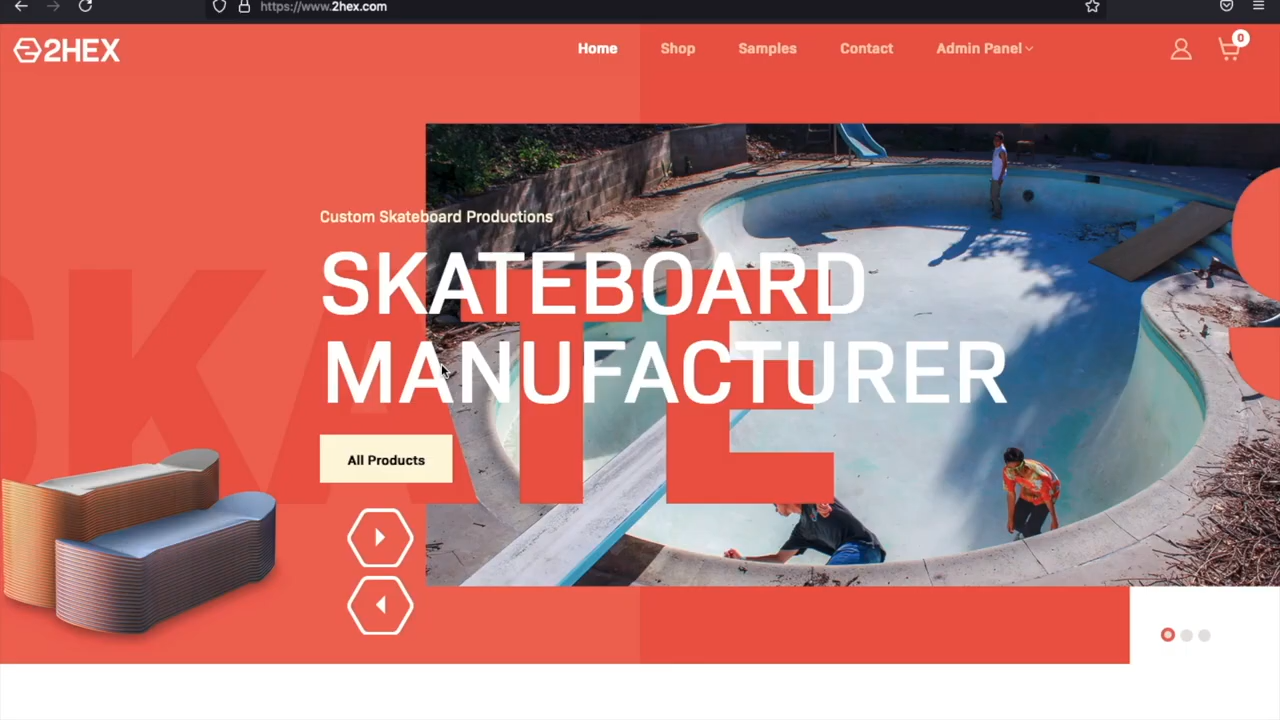 https://www.2hex.com
2HEX
Home
Shop
Samples
Contact
Admin Panel
0
Custom Skateboard Productions
SKATE
SKATEBOARD
MANUFACTURER
All Products